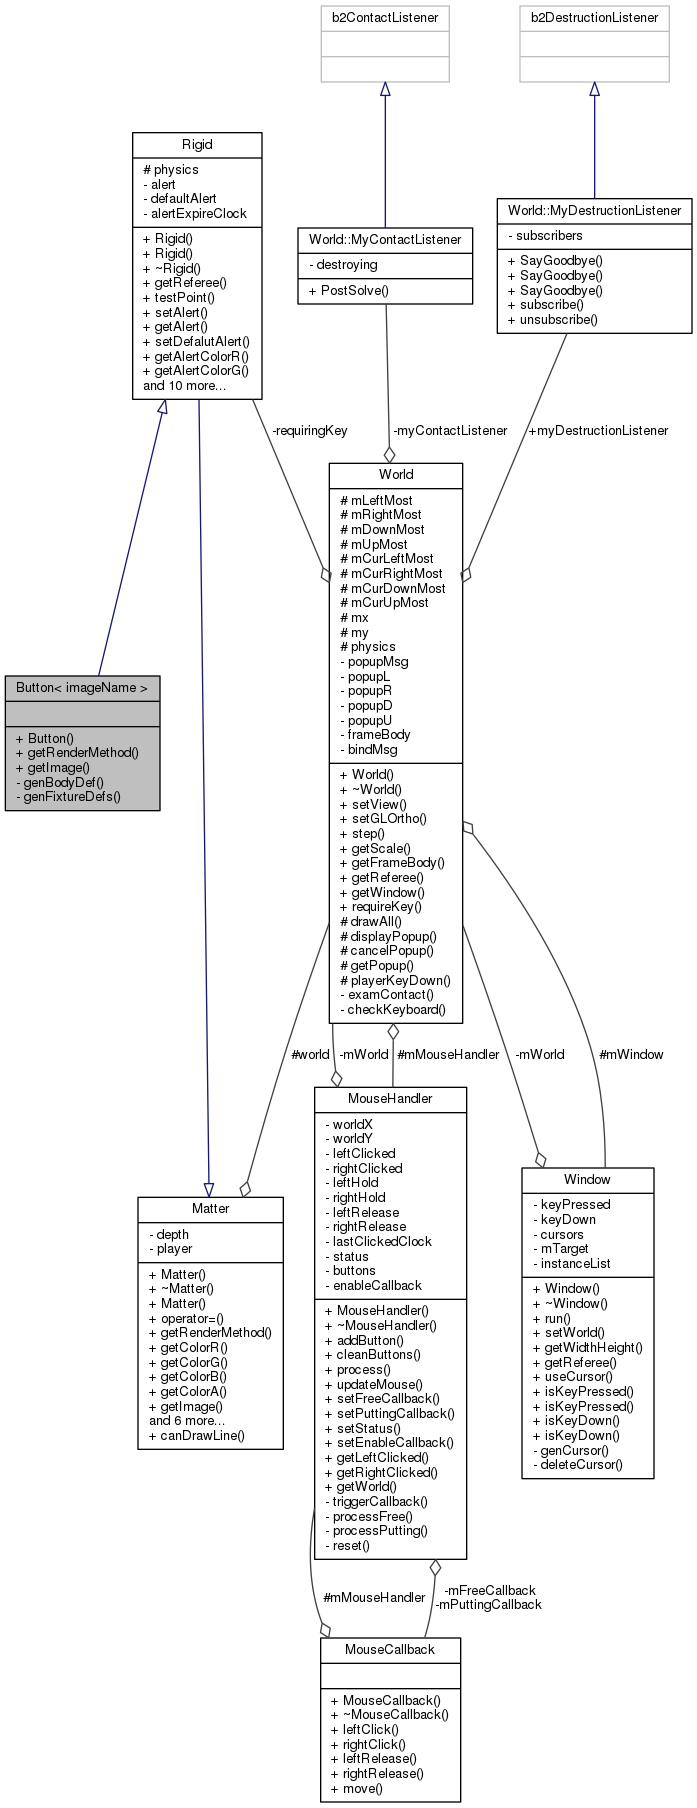 b2ContactListener
b2DestructionListener
Rigid
# physics
- alert
- defaultAlert
- alertExpireClock
+ Rigid()
+ Rigid()
+ ~Rigid()
+ getReferee()
+ testPoint()
+ setAlert()
+ getAlert()
+ setDefalutAlert()
+ getAlertColorR()
+ getAlertColorG()
and 10 more...
World::MyContactListener
- destroying
+ PostSolve()
World::MyDestructionListener
- subscribers
+ SayGoodbye()
+ SayGoodbye()
+ SayGoodbye()
+ subscribe()
+ unsubscribe()
-requiringKey
-myContactListener
+myDestructionListener
World
# mLeftMost
# mRightMost
# mDownMost
# mUpMost
# mCurLeftMost
# mCurRightMost
# mCurDownMost
# mCurUpMost
# mx
# my
# physics
- popupMsg
- popupL
- popupR
- popupD
- popupU
- frameBody
- bindMsg
+ World()
+ ~World()
+ setView()
+ setGLOrtho()
+ step()
+ getScale()
+ getFrameBody()
+ getReferee()
+ getWindow()
+ requireKey()
# drawAll()
# displayPopup()
# cancelPopup()
# getPopup()
# playerKeyDown()
- examContact()
- checkKeyboard()
Button< imageName >
+ Button()
+ getRenderMethod()
+ getImage()
- genBodyDef()
- genFixtureDefs()
#world
-mWorld
#mMouseHandler
-mWorld
#mWindow
MouseHandler
- worldX
- worldY
- leftClicked
- rightClicked
- leftHold
- rightHold
- leftRelease
- rightRelease
- lastClickedClock
- status
- buttons
- enableCallback
+ MouseHandler()
+ ~MouseHandler()
+ addButton()
+ cleanButtons()
+ process()
+ updateMouse()
+ setFreeCallback()
+ setPuttingCallback()
+ setStatus()
+ setEnableCallback()
+ getLeftClicked()
+ getRightClicked()
+ getWorld()
- triggerCallback()
- processFree()
- processPutting()
- reset()
Window
- keyPressed
- keyDown
- cursors
- mTarget
- instanceList
+ Window()
+ ~Window()
+ run()
+ setWorld()
+ getWidthHeight()
+ getReferee()
+ useCursor()
+ isKeyPressed()
+ isKeyPressed()
+ isKeyDown()
+ isKeyDown()
- genCursor()
- deleteCursor()
Matter
- depth
- player
+ Matter()
+ ~Matter()
+ Matter()
+ operator=()
+ getRenderMethod()
+ getColorR()
+ getColorG()
+ getColorB()
+ getColorA()
+ getImage()
and 6 more...
+ canDrawLine()
#mMouseHandler
-mFreeCallback
-mPuttingCallback
MouseCallback
+ MouseCallback()
+ ~MouseCallback()
+ leftClick()
+ rightClick()
+ leftRelease()
+ rightRelease()
+ move()